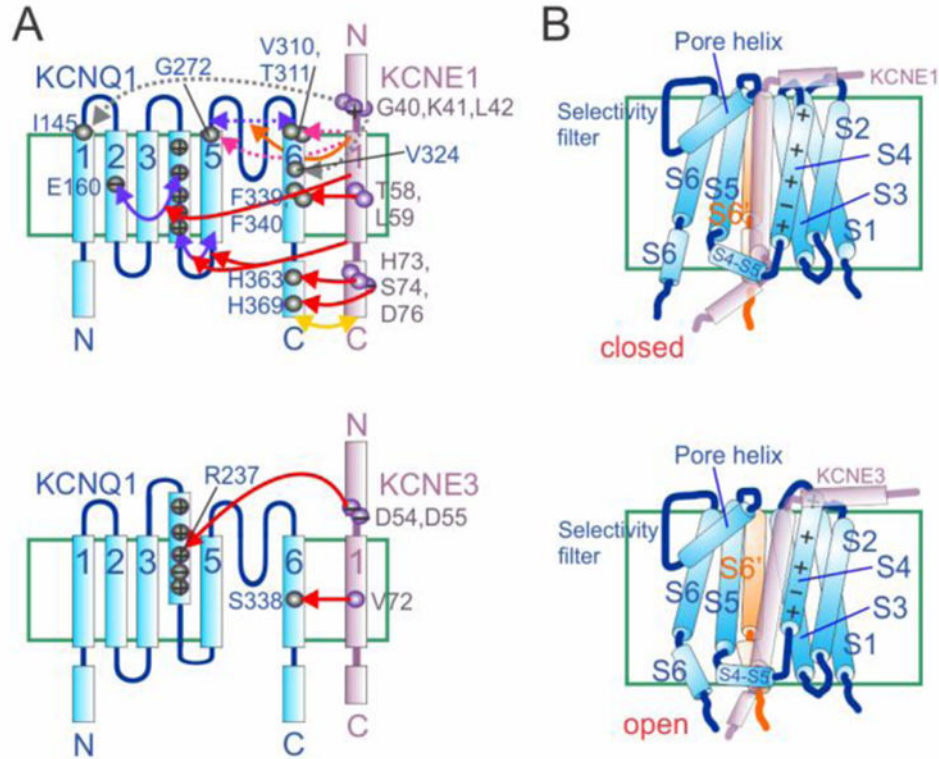 A
KCNQ1
G272
V310,
T311
N
KCNE1
G40,K41,L42
I145
1
2
3
5
6
V324
E160
F339
F340
T58,
L59
H363
H369
H73,
S74,
D76
N
C
C
B
Pore helix
KCNE1
Selectivity
filter
S2
S4
S6
S5
S6'
S3
S6
S4-S5
S1
closed
KCNQ1
R237
N
KCNE3
D54,D55
1
2
3
5
6
1
S338
V72
N
C
C
Pore helix
KCNE3
Selectivity
filter
S2
S6'
S4
S6
S5
S3
S6
S4-S5
S1
open